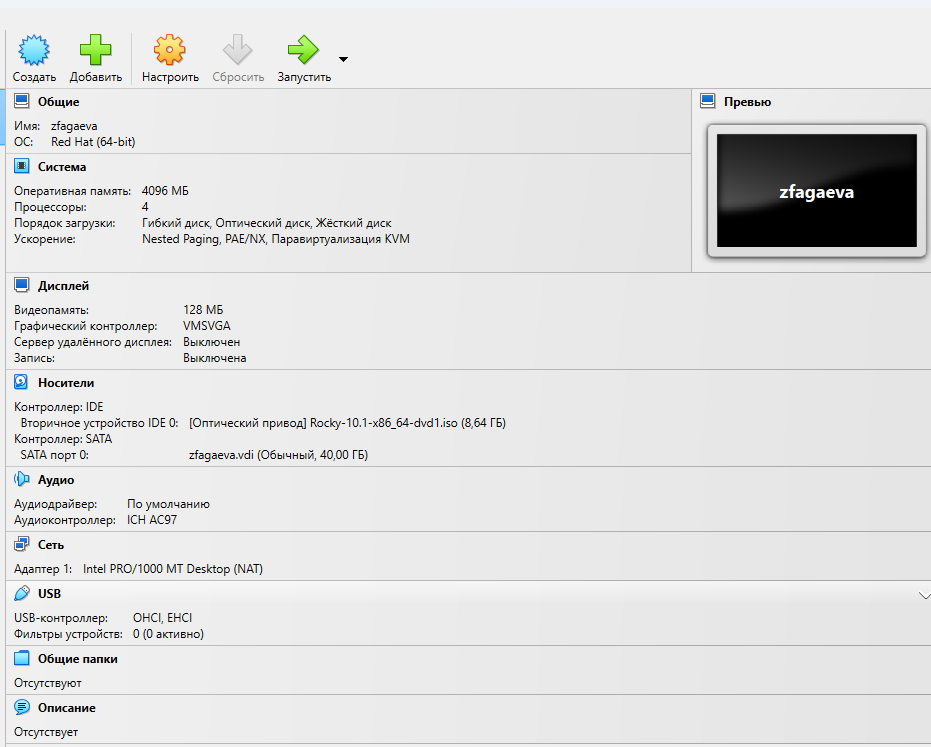 Создать Добавить Настроить Сбросить Запустить
Общие
Имя: zfagaeva
ОС: Red Hat (64-bit)
Превью
zfagaeva
Система
Оперативная память: 4096 МБ
Процессоры: 4
Порядок загрузки: Гибкий диск, Оптический диск, Жёсткий диск
Ускорение: Nested Paging, PAE/NX, Паравиртуализация KVM
Дисплей
Видеопамять: 128 МБ
Графический контроллер: VMSVGA
Сервер удалённого дисплея: Выключен
Запись: Выключена
Носители
Контроллер: IDE
Вторичное устройство IDE 0: [Оптический привод] Rocky-10.1-x86_64-dvd1.iso (8,64 ГБ)
Контроллер: SATA
SATA порт 0: zfagaeva.vdi (Обычный, 40,00 ГБ)
Аудио
Аудиодрайвер: По умолчанию
Аудиоконтроллер: ICH AC97
Сеть
Адаптер 1: Intel PRO/1000 MT Desktop (NAT)
USB
USB-контроллер: OHCI, EHCI
Фильтры устройств: 0 (0 активно)
Общие папки
Отсутствуют
Описание
Отсутствует